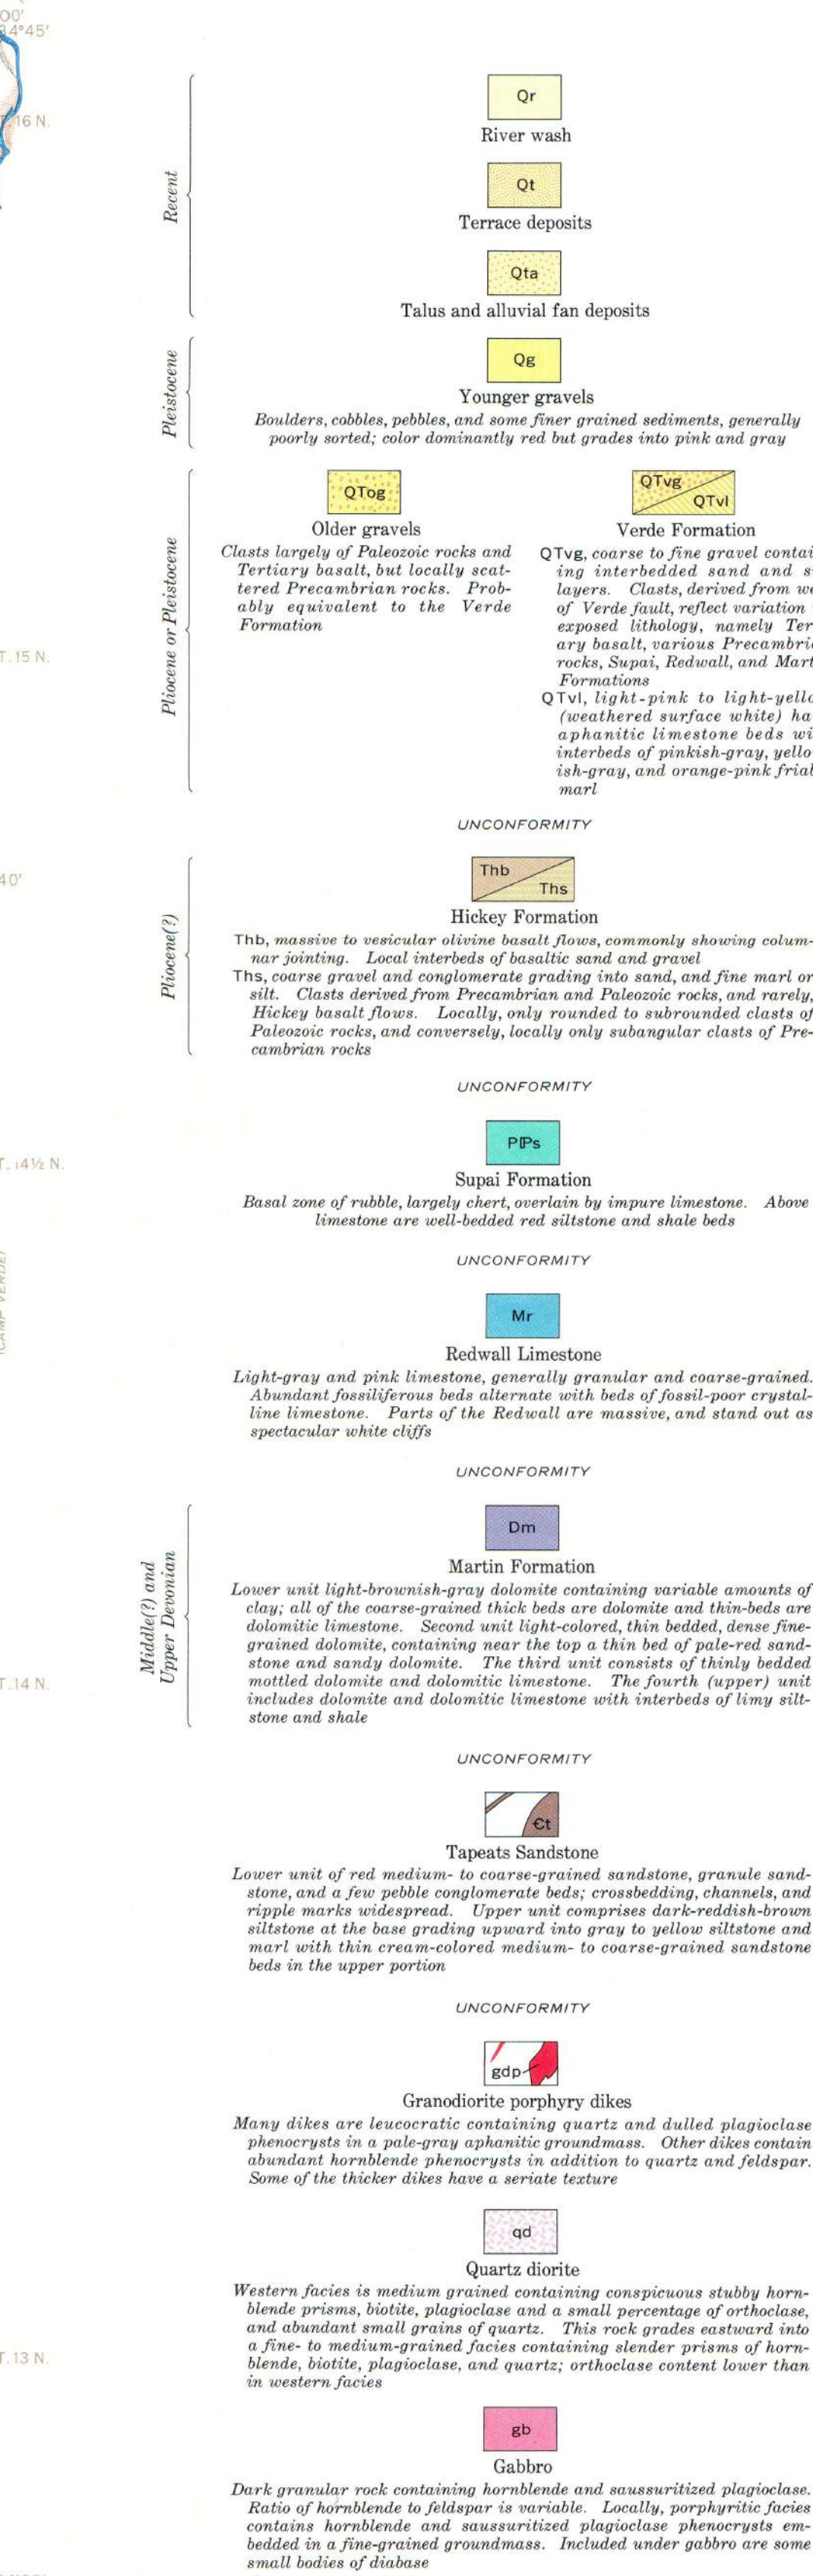 00'
34°45'
T.16 N.
Recent
Qr
River wash
Qt
Terrace deposits
Qta
Talus and alluvial fan deposits
Pleistocene
Qg
Younger gravels
Boulders, cobbles, pebbles, and some finer grained sediments, generally
poorly sorted; color dominantly red but grades into pink and gray
Pliocene or Pleistocene
QTog
Older gravels
Clasts largely of Paleozoic rocks and
Tertiary basalt, but locally scat-
tered Precambrian rocks. Prob-
ably equivalent to the Verde
Formation
QTvg
QTvl
Verde Formation
QTvg, coarse to fine gravel contai
ing interbedded sand and s
layers. Clasts, derived from we
of Verde fault, reflect variation
exposed lithology, namely Ter
ary basalt, various Precambri
rocks, Supai, Redwall, and Mart
Formations
QTvl, light-pink to light-yello
(weathered surface white) ha
aphanitic limestone beds wi
interbeds of pinkish-gray, yello
ish-gray, and orange-pink friab
marl
T.15 N.
UNCONFORMITY
40'
Pliocene(?)
Thb
Ths
Hickey Formation
Thb, massive to vesicular olivine basalt flows, commonly showing colum-
nar jointing. Local interbeds of basaltic sand and gravel
Ths, coarse gravel and conglomerate grading into sand, and fine marl or
silt. Clasts derived from Precambrian and Paleozoic rocks, and rarely,
Hickey basalt flows. Locally, only rounded to subrounded clasts of
Paleozoic rocks, and conversely, locally only subangular clasts of Pre-
cambrian rocks
UNCONFORMITY
PIPs
T. 14½ N.
Supai Formation
Basal zone of rubble, largely chert, overlain by impure limestone. Above
limestone are well-bedded red siltstone and shale beds
UNCONFORMITY
(CAMP VERDE)
Mr
Redwall Limestone
Light-gray and pink limestone, generally granular and coarse-grained.
Abundant fossiliferous beds alternate with beds of fossil-poor crystal-
line limestone. Parts of the Redwall are massive, and stand out as
spectacular white cliffs
UNCONFORMITY
Middle(?) and
Upper Devonian
Dm
Martin Formation
Lower unit light-brownish-gray dolomite containing variable amounts of
clay; all of the coarse-grained thick beds are dolomite and thin-beds are
dolomitic limestone. Second unit light-colored, thin bedded, dense fine-
grained dolomite, containing near the top a thin bed of pale-red sand-
stone and sandy dolomite. The third unit consists of thinly bedded
mottled dolomite and dolomitic limestone. The fourth (upper) unit
includes dolomite and dolomitic limestone with interbeds of limy silt-
stone and shale
T.14 N.
UNCONFORMITY
Ꞓt
Tapeats Sandstone
Lower unit of red medium- to coarse-grained sandstone, granule sand-
stone, and a few pebble conglomerate beds; crossbedding, channels, and
ripple marks widespread. Upper unit comprises dark-reddish-brown
siltstone at the base grading upward into gray to yellow siltstone and
marl with thin cream-colored medium- to coarse-grained sandstone
beds in the upper portion
UNCONFORMITY
gdp
Granodiorite porphyry dikes
Many dikes are leucocratic containing quartz and dulled plagioclase
phenocrysts in a pale-gray aphanitic groundmass. Other dikes contain
abundant hornblende phenocrysts in addition to quartz and feldspar.
Some of the thicker dikes have a seriate texture
qd
Quartz diorite
Western facies is medium grained containing conspicuous stubby horn-
blende prisms, biotite, plagioclase and a small percentage of orthoclase,
and abundant small grains of quartz. This rock grades eastward into
a fine- to medium-grained facies containing slender prisms of horn-
blende, biotite, plagioclase, and quartz; orthoclase content lower than
in western facies
T.13 N.
gb
Gabbro
Dark granular rock containing hornblende and saussuritized plagioclase.
Ratio of hornblende to feldspar is variable. Locally, porphyritic facies
contains hornblende and saussuritized plagioclase phenocrysts em-
bedded in a fine-grained groundmass. Included under gabbro are some
small bodies of diabase